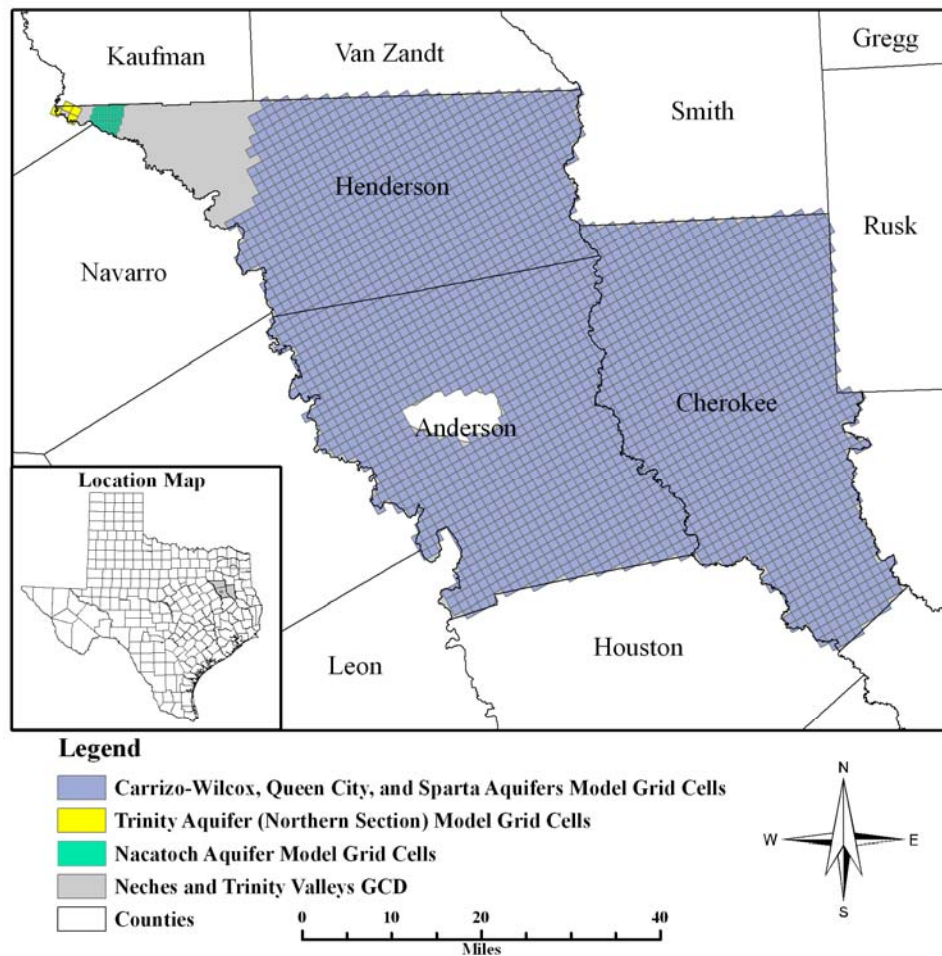 Kaufman
Van Zandt
Gregg
Smith
Henderson
Rusk
Navarro
Cherokee
Anderson
Location Map
Houston
Leon
Legend
Carrizo-Wilcox, Queen City, and Sparta Aquifers Model Grid Cells
Trinity Aquifer (Northern Section) Model Grid Cells
Nacatoch Aquifer Model Grid Cells
Neches and Trinity Valleys GCD
Counties
N
W
E
S
0 10 20 40
Miles